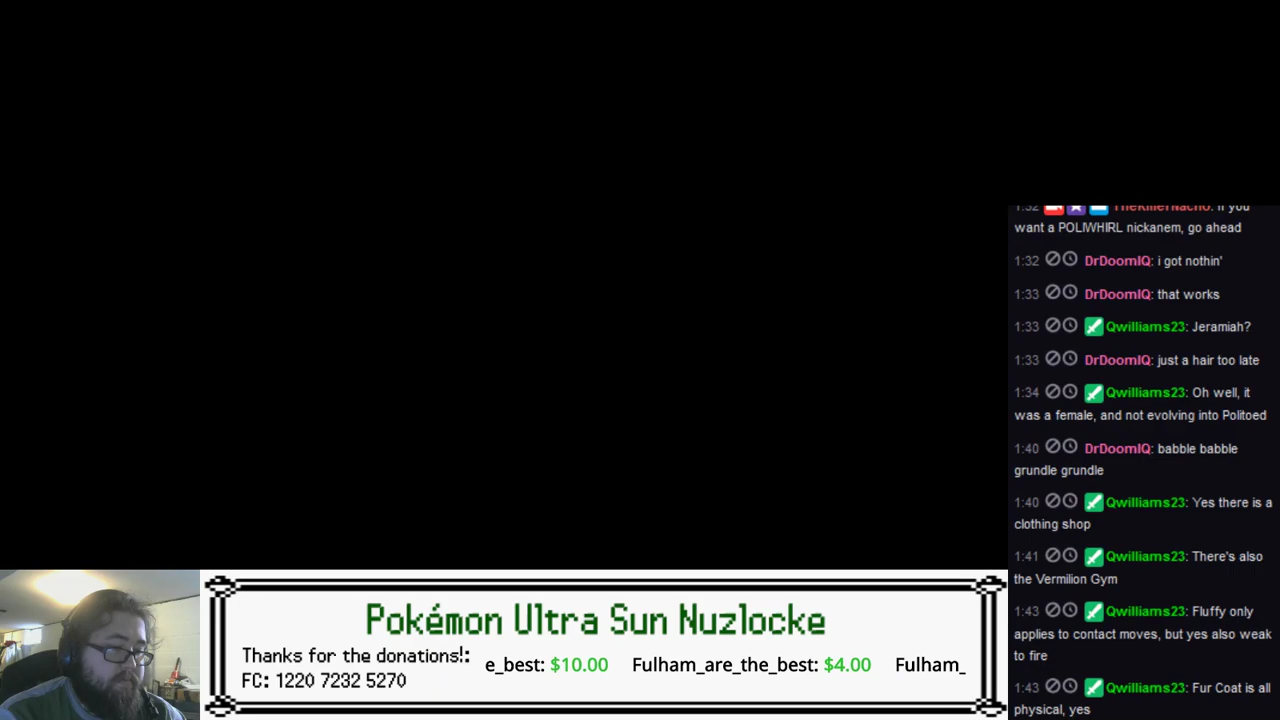 1:32 TheKillerNacho: If you
want a POLIWHIRL nickanem, go ahead
1:32 DrDoomIQ: i got nothin'
1:33 DrDoomIQ: that works
1:33 Qwilliams23: Jeramiah?
1:33 DrDoomIQ: just a hair too late
1:34 Qwilliams23: Oh well, it
was a female, and not evolving into Politoed
1:40 DrDoomIQ: babble babble
grundle grundle
1:40 Qwilliams23: Yes there is a
clothing shop
1:41 Qwilliams23: There's also
the Vermilion Gym
1:43 Qwilliams23: Fluffy only
applies to contact moves, but yes also weak
to fire
1:43 Qwilliams23: Fur Coat is all
physical, yes
Pokémon Ultra Sun Nuzlocke
Thanks for the donations!: e_best: $10.00 Fulham_are_the_best: $4.00 Fulham_
FC: 1220 7232 5270